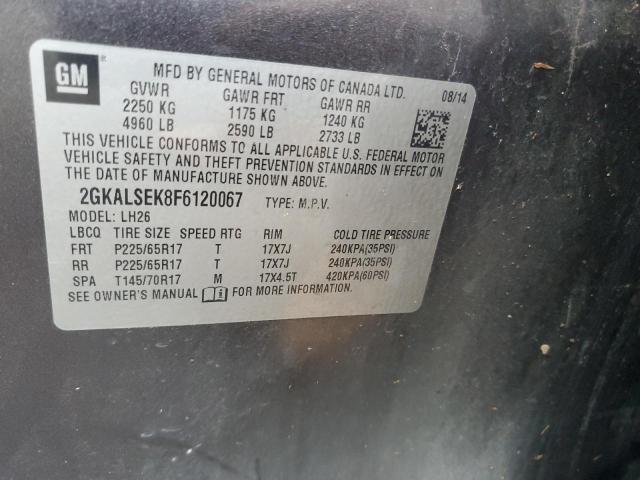 GM ®
MFD BY GENERAL MOTORS OF CANADA LTD.
GVWR GAWR FRT GAWR RR 08/14
2250 KG 1175 KG 1240 KG
4960 LB 2590 LB 2733 LB
THIS VEHICLE CONFORMS TO ALL APPLICABLE U.S. FEDERAL MOTOR
VEHICLE SAFETY AND THEFT PREVENTION STANDARDS IN EFFECT ON
THE DATE OF MANUFACTURE SHOWN ABOVE.
2GKALSEK8F6120067 TYPE: M.P.V.
MODEL: LH26
LBCQ TIRE SIZE SPEED RTG RIM COLD TIRE PRESSURE
FRT P225/65R17 T 17X7J 240KPA(35PSI)
RR P225/65R17 T 17X7J 240KPA(35PSI)
SPA T145/70R17 M 17X4.5T 420KPA(60PSI)
SEE OWNER'S MANUAL i FOR MORE INFORMATION.